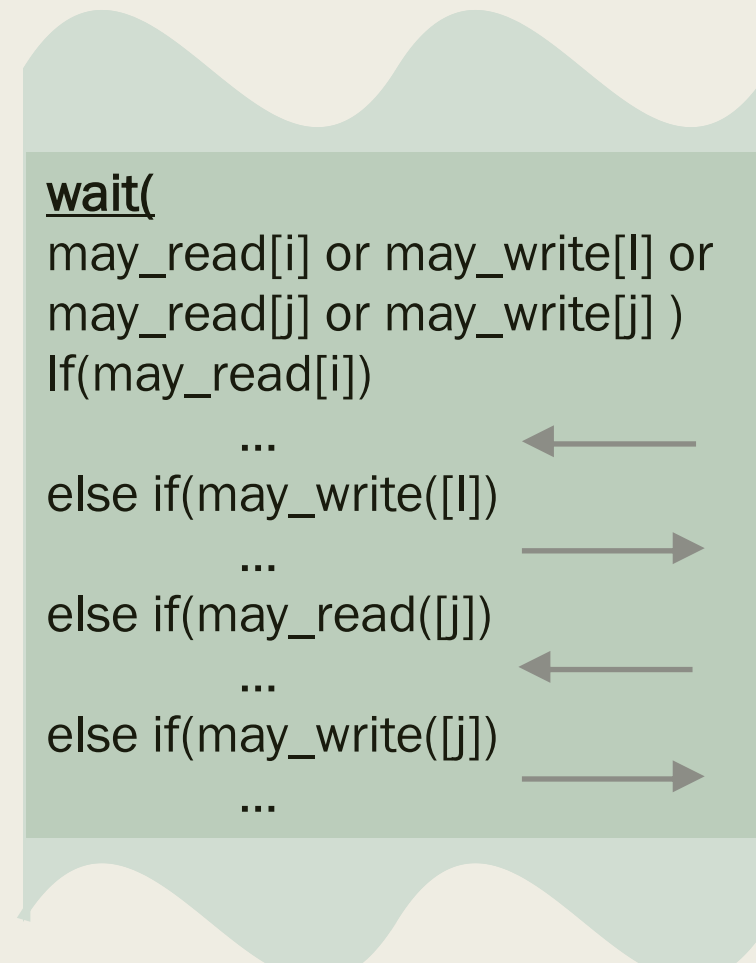 wait(
may_read[i] or may_write[I] or
may_read[j] or may_write[j] )
If(may_read[i])
...
else if(may_write([I])
...
else if(may_read([j])
...
else if(may_write([j])
...